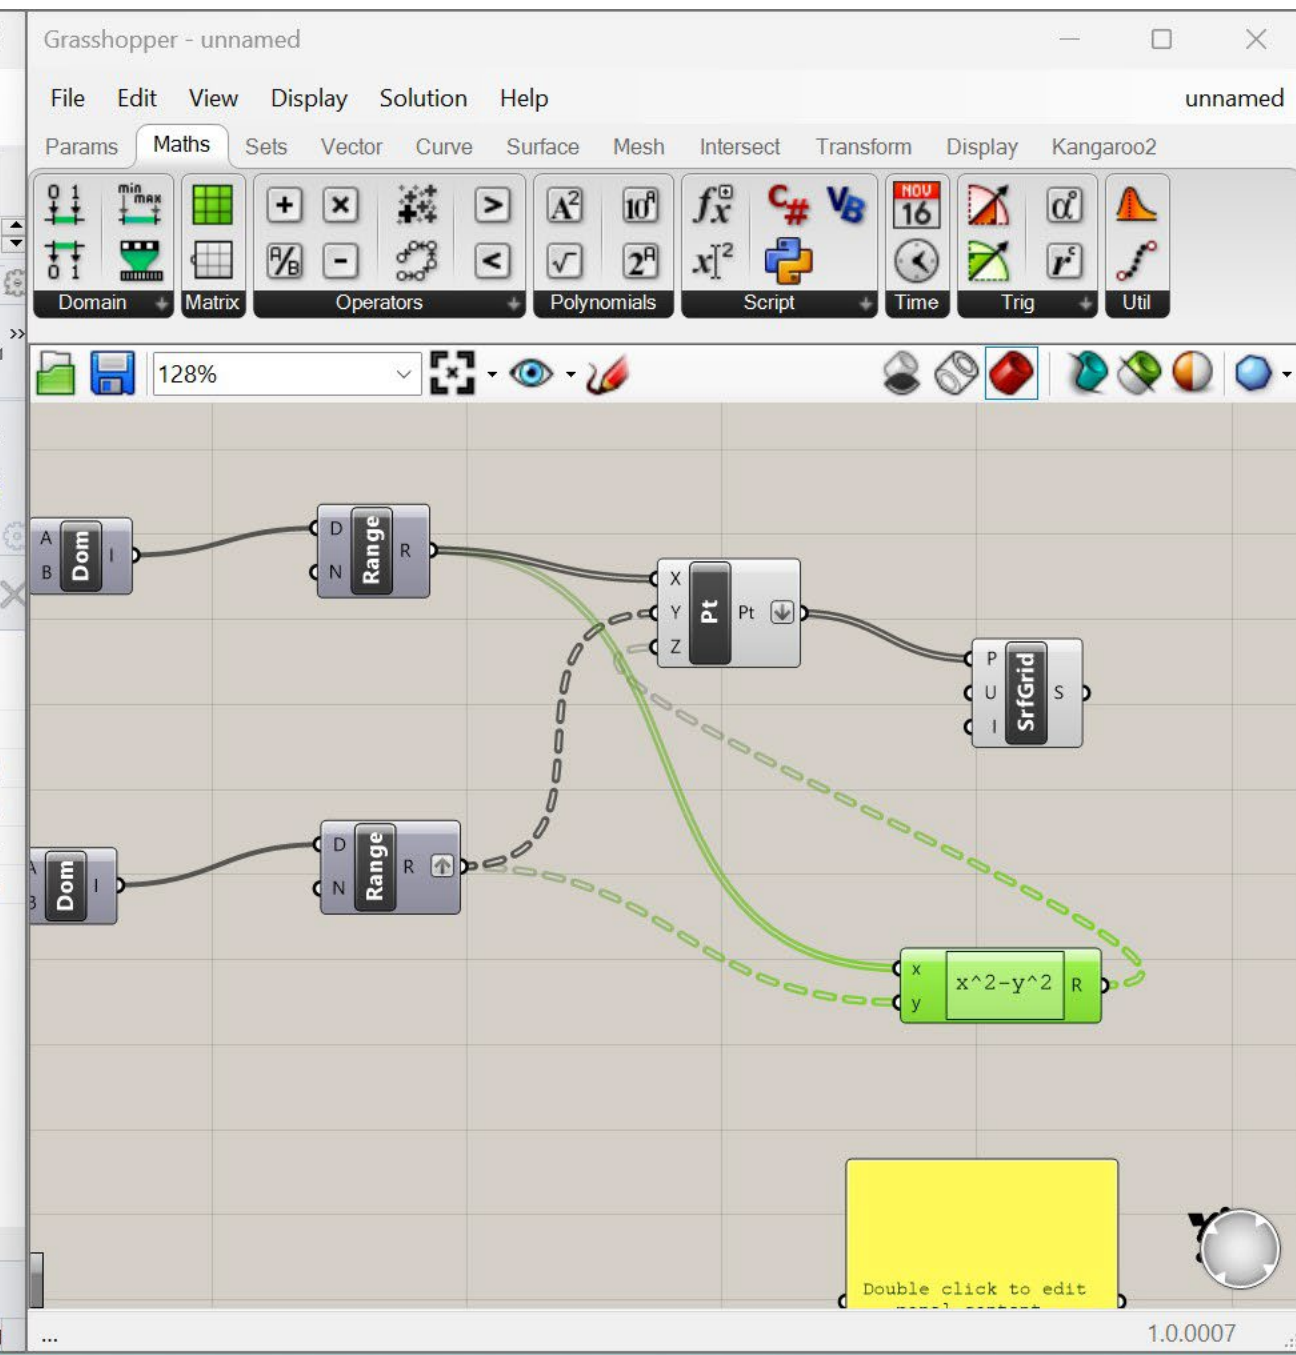 Grasshopper - unnamed
File Edit View Display Solution Help unnamed
Params Maths Sets Vector Curve Surface Mesh Intersect Transform Display Kangaroo2
Domain Matrix Operators Polynomials Script Time Trig Util
128%
A B Dom I
D N Range R
X Y Z Pt Pt
P U I SrfGrid S
Dom I
D N Range R
x y x^2-y^2 R
Double click to edit
... 1.0.0007